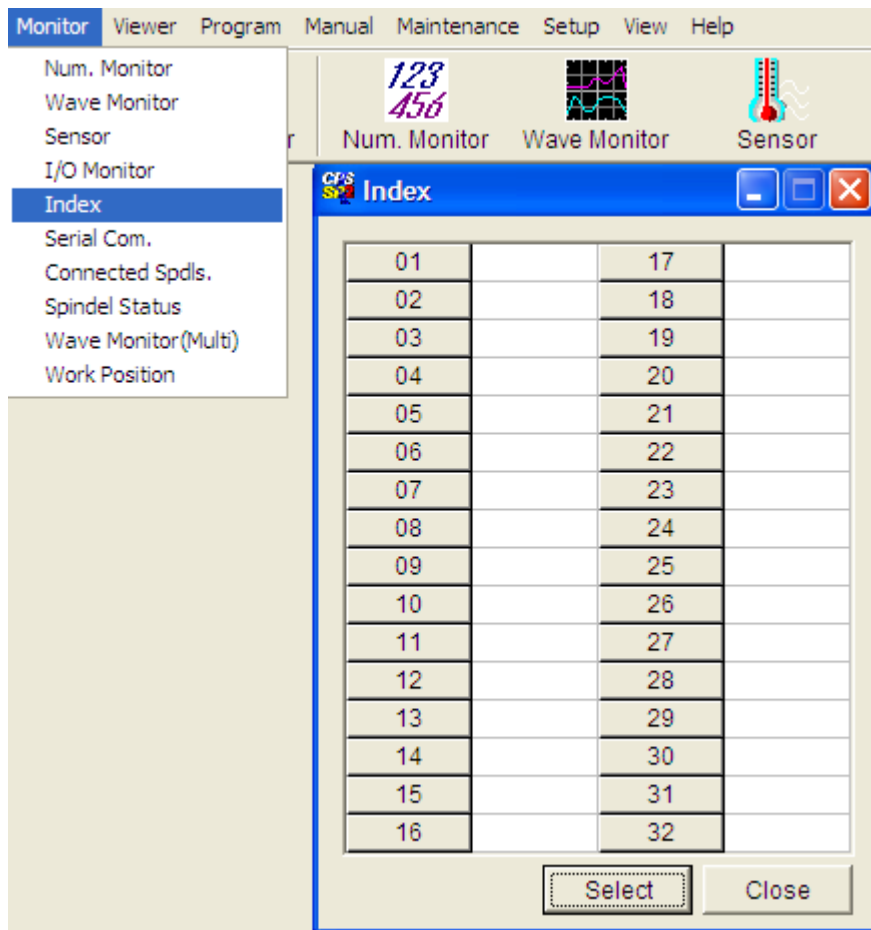 Monitor Viewer Program Manual Maintenance Setup View Help
Num. Monitor
Wave Monitor
Sensor
I/O Monitor
Index
Serial Com.
Connected Spdls.
Spindel Status
Wave Monitor(Multi)
Work Position
r
123
456
Num. Monitor Wave Monitor Sensor
CPS
SP Index
01 17
02 18
03 19
04 20
05 21
06 22
07 23
08 24
09 25
10 26
11 27
12 28
13 29
14 30
15 31
16 32
Select Close